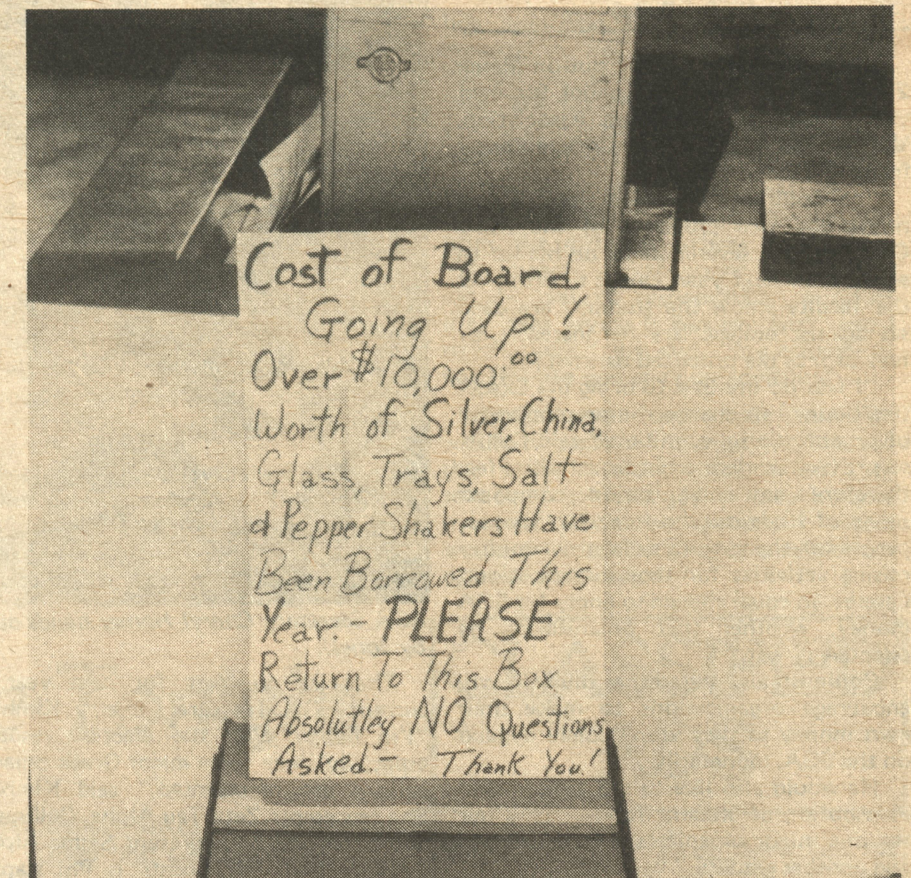 Cost of Board
Going Up!
Over $10,000.00
Worth of Silver, China,
Glass, Trays, Salt
& Pepper Shakers Have
Been Borrowed This
Year.- PLEASE
Return To This Box
Absolutley NO Questions
Asked.- Thank You!